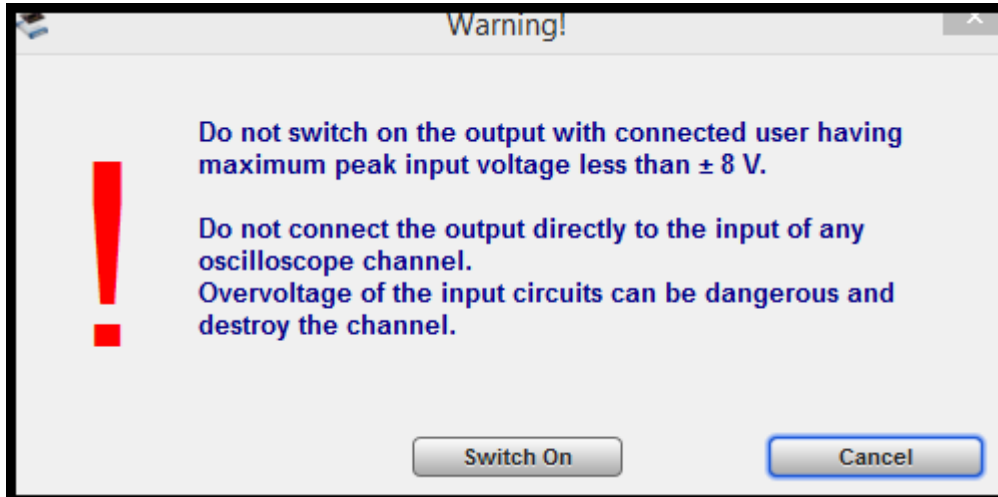 Warning!
Do not switch on the output with connected user having
maximum peak input voltage less than ± 8 V.
Do not connect the output directly to the input of any
oscilloscope channel.
Overvoltage of the input circuits can be dangerous and
destroy the channel.
!
Switch On
Cancel